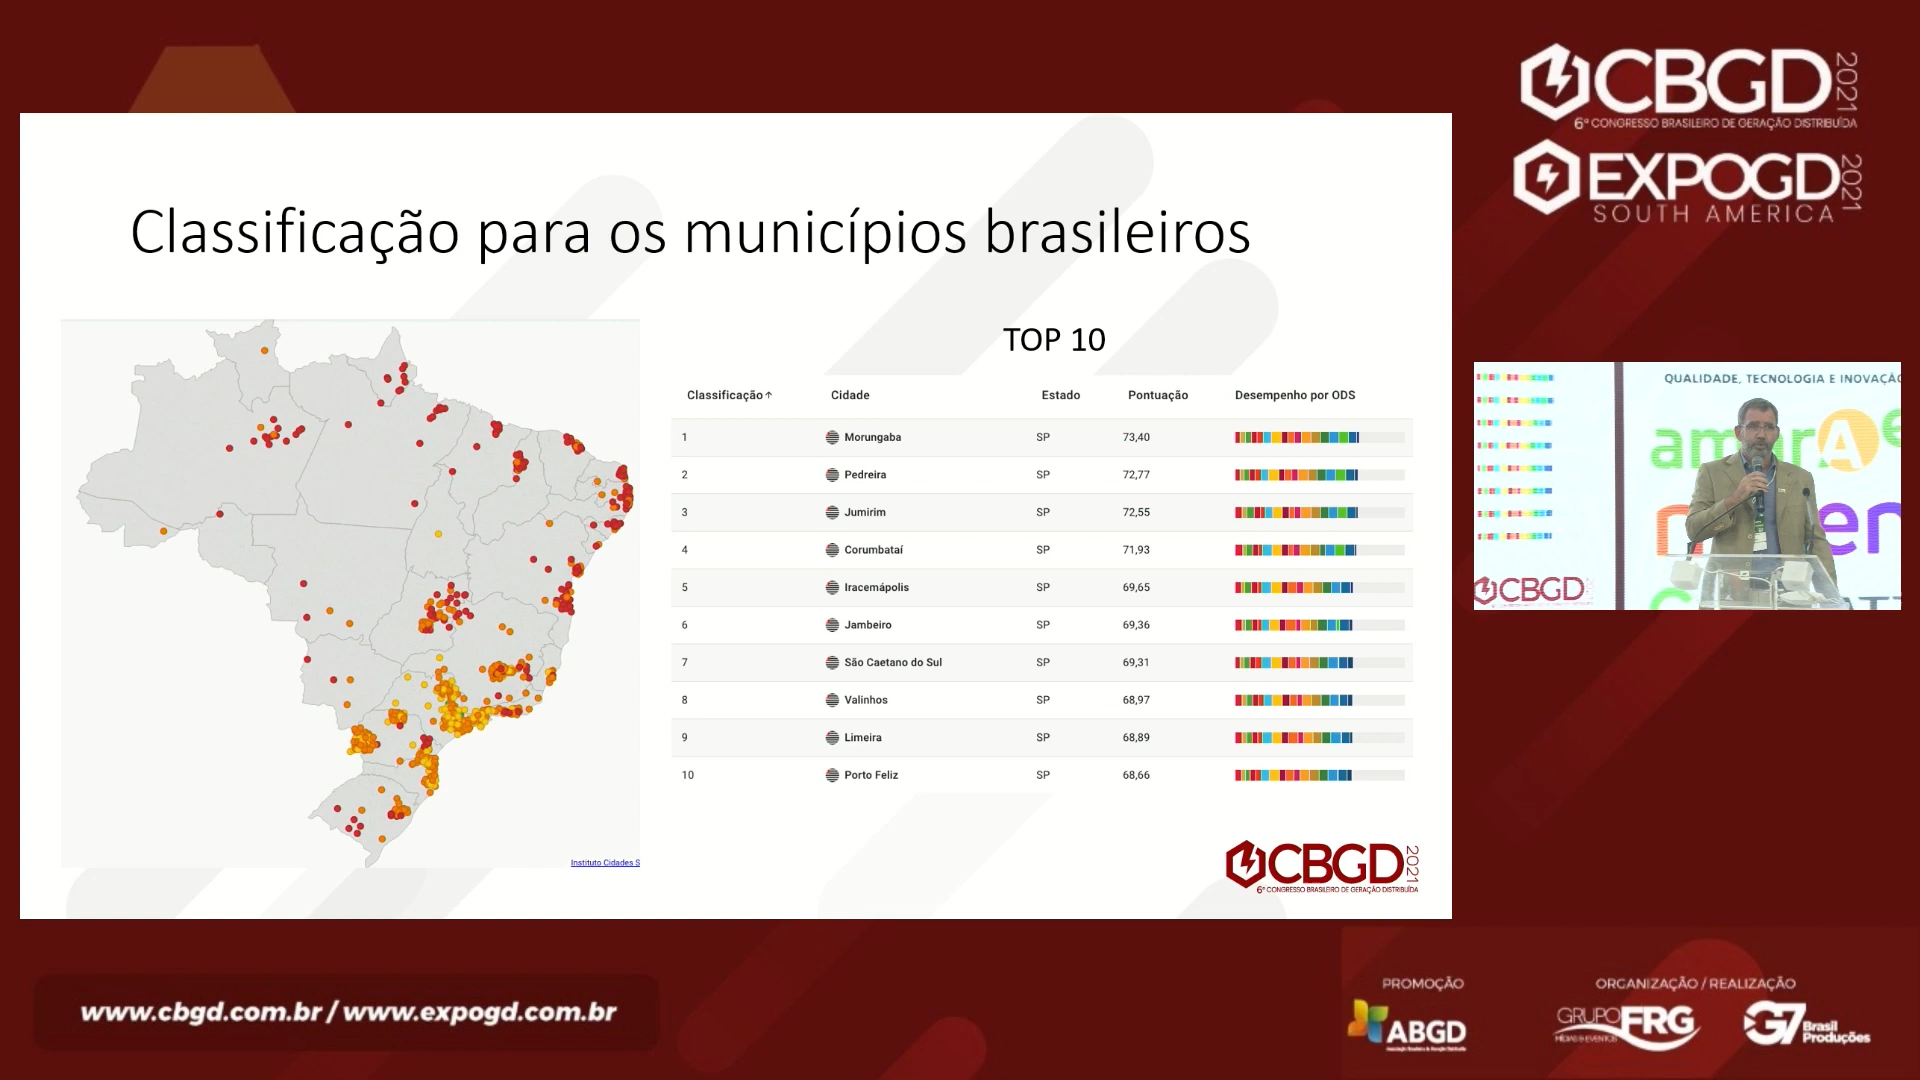 CBGD 2021
6º CONGRESSO BRASILEIRO DE GERAÇÃO DISTRIBUÍDA
EXPOGD 2021
SOUTH AMERICA
Classificação para os municípios brasileiros
TOP 10
Classificação↑ Cidade Estado Pontuação Desempenho por ODS
1 Morungaba SP 73,40
2 Pedreira SP 72,77
3 Jumirim SP 72,55
4 Corumbataí SP 71,93
5 Iracemápolis SP 69,65
6 Jambeiro SP 69,36
7 São Caetano do Sul SP 69,31
8 Valinhos SP 68,97
9 Limeira SP 68,89
10 Porto Feliz SP 68,66
Instituto Cidades S
CBGD 2021
6º CONGRESSO BRASILEIRO DE GERAÇÃO DISTRIBUÍDA
QUALIDADE, TECNOLOGIA E INOVAÇÃO
CBGD
www.cbgd.com.br / www.expogd.com.br
PROMOÇÃO
ABGD
ORGANIZAÇÃO / REALIZAÇÃO
GRUPO FRG
MÍDIAS & EVENTOS
G7 Brasil Produções